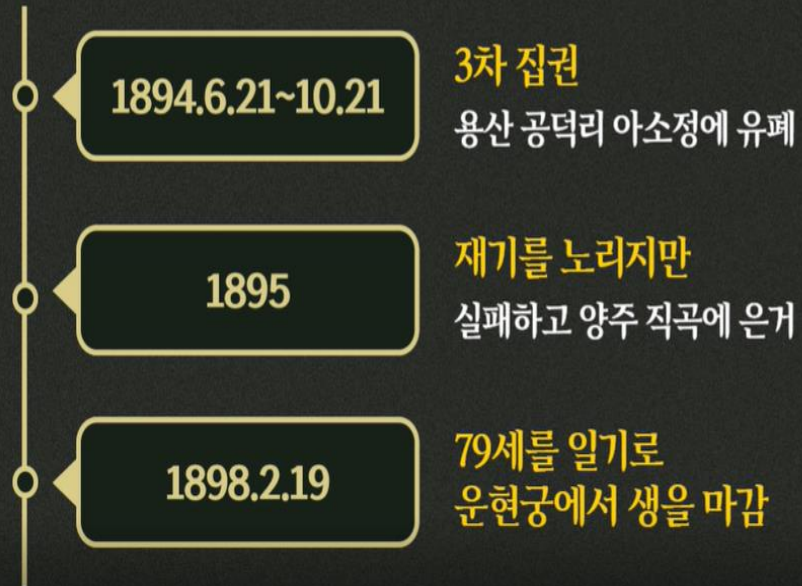 1894.6.21~10.21
3차 집권
용산 공덕리 아소정에 유폐
1895
재기를 노리지만
실패하고 양주 직곡에 은거
1898.2.19
79세를 일기로
운현궁에서 생을 마감